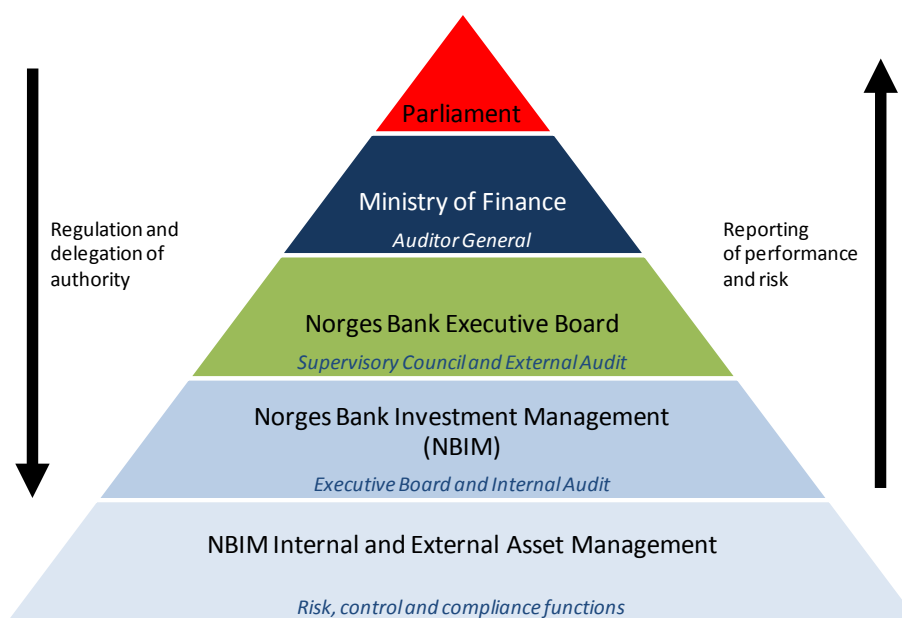 Parliament
Ministry of Finance
Auditor General
Regulation and
delegation of
authority
Reporting
of performance
and risk
Norges Bank Executive Board
Supervisory Council and External Audit
Norges Bank Investment Management
(NBIM)
Executive Board and Internal Audit
NBIM Internal and External Asset Management
Risk, control and compliance functions